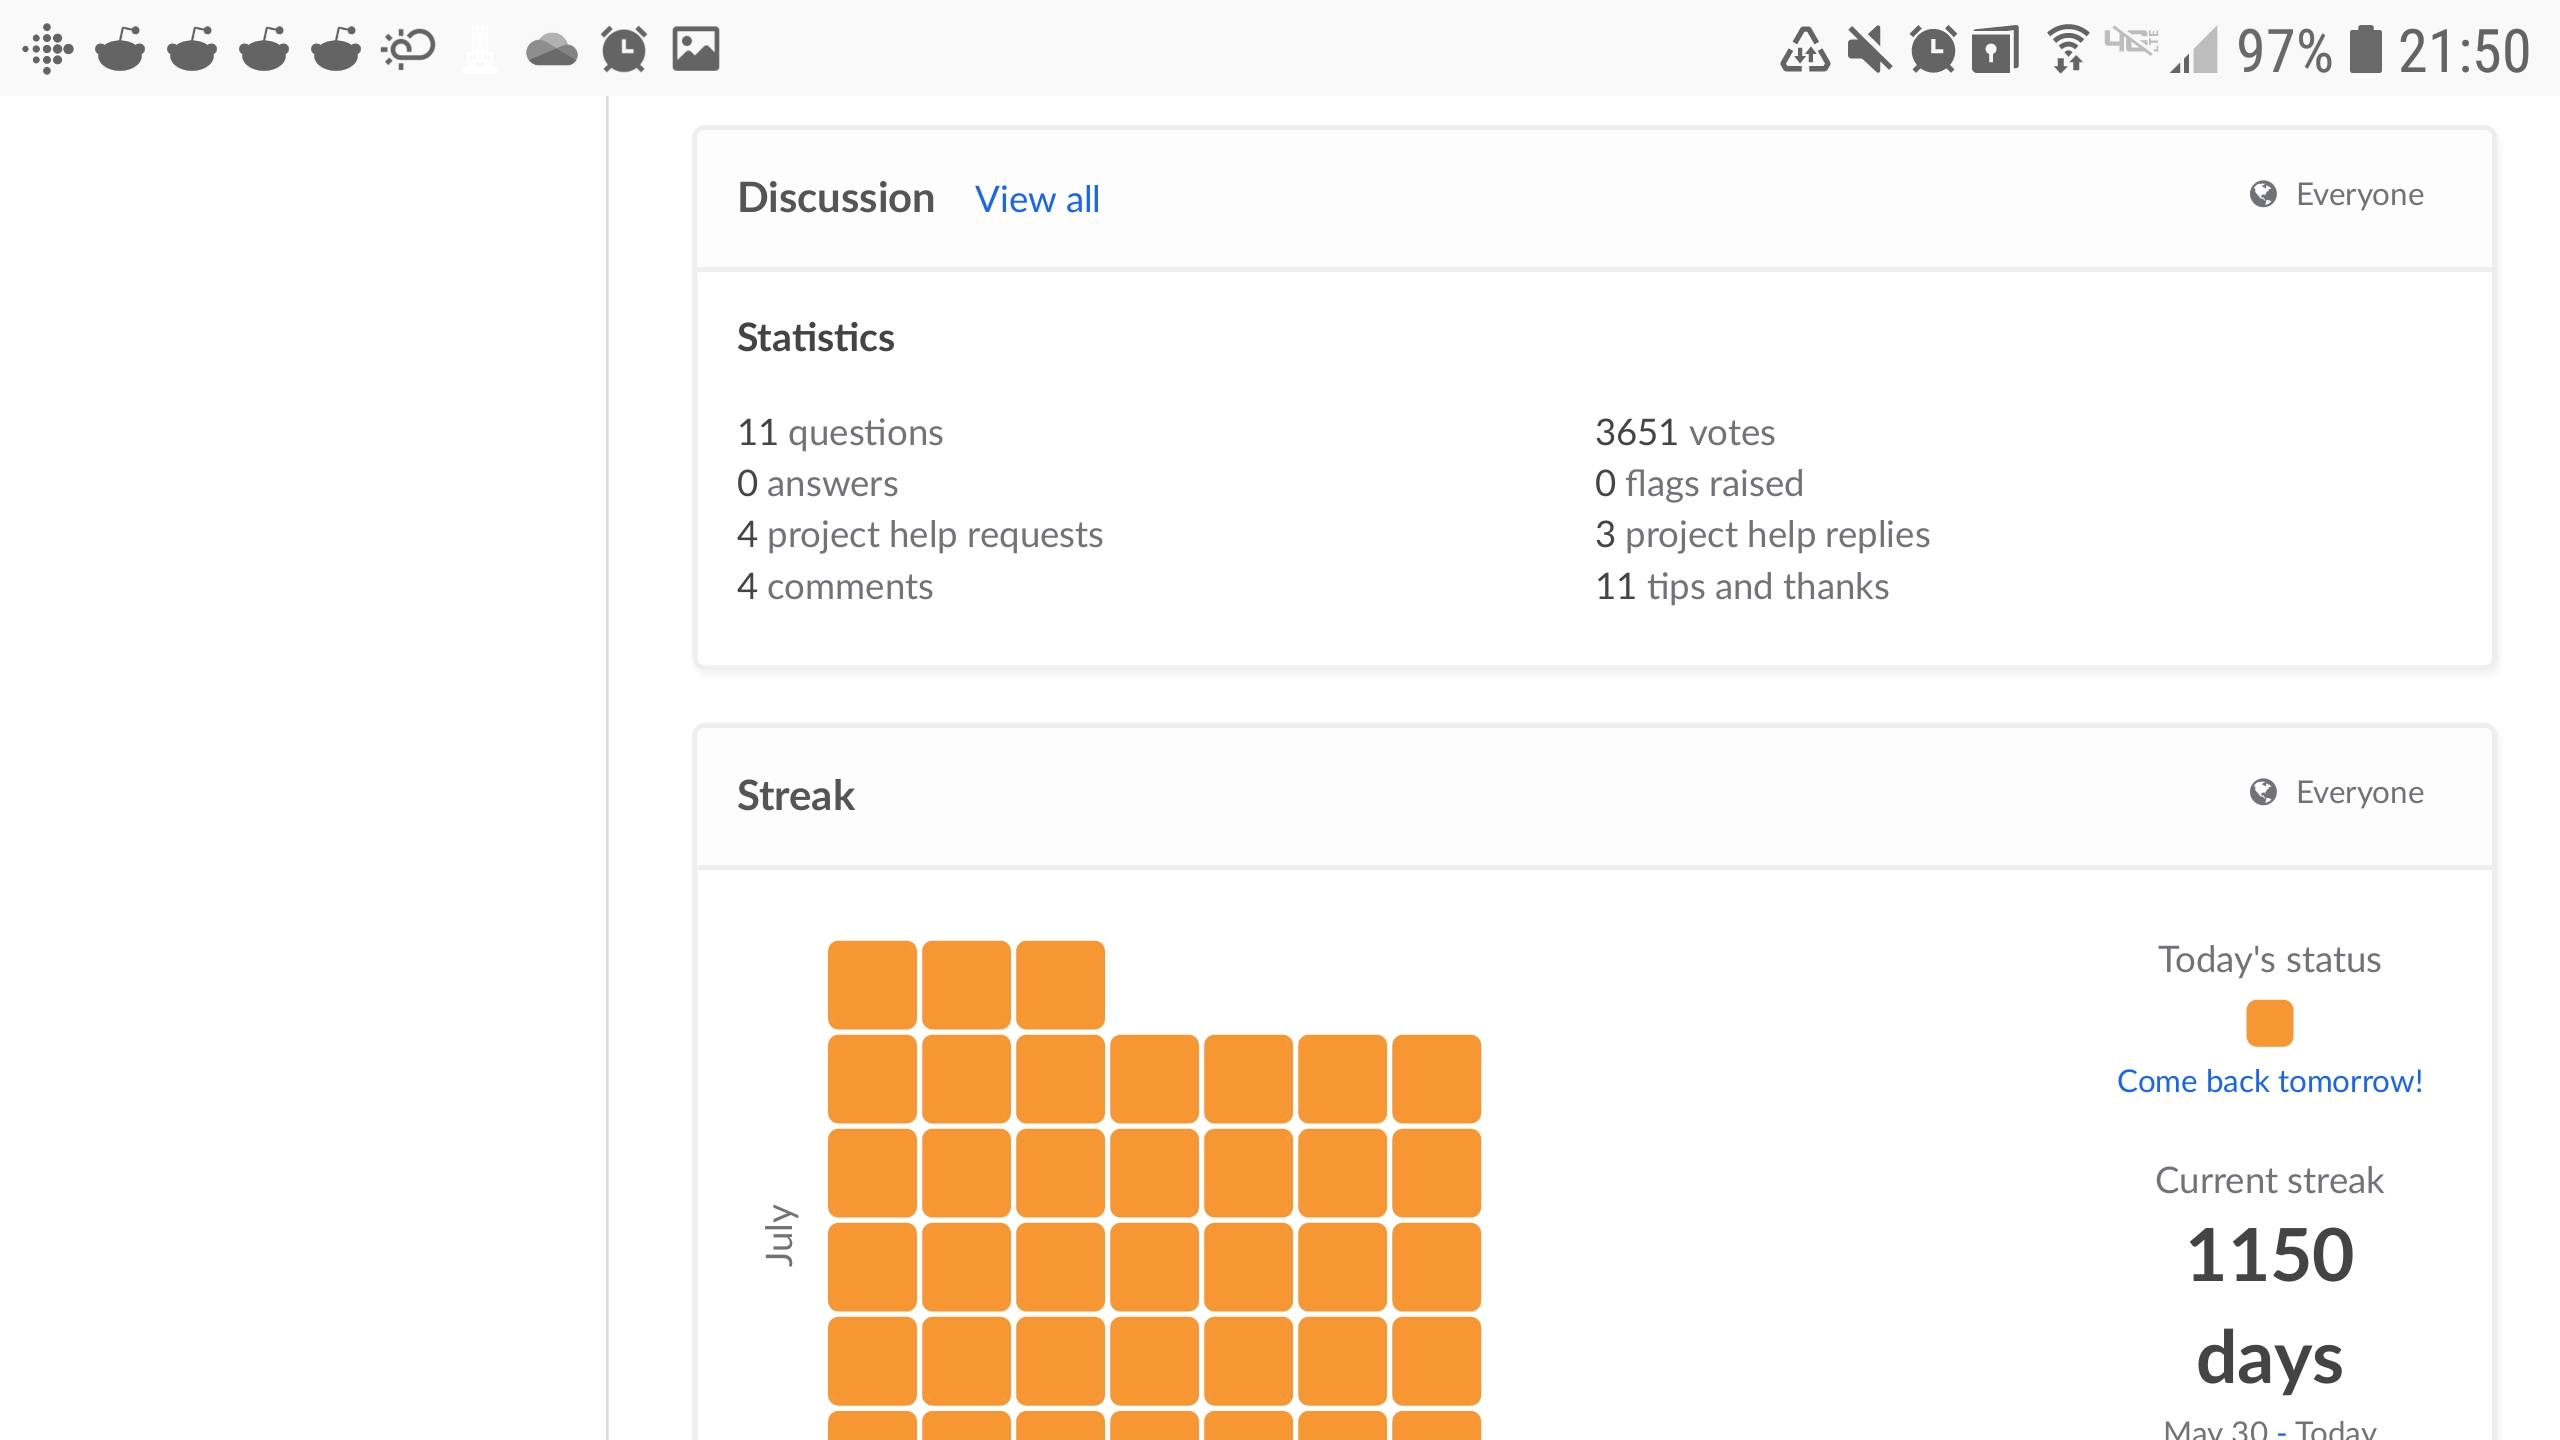 97% 21:50
Discussion View all Everyone
Statistics
11 questions
0 answers
4 project help requests
4 comments
3651 votes
0 flags raised
3 project help replies
11 tips and thanks
Streak Everyone
July
Today's status
Come back tomorrow!
Current streak
1150
days
May 30 - Today